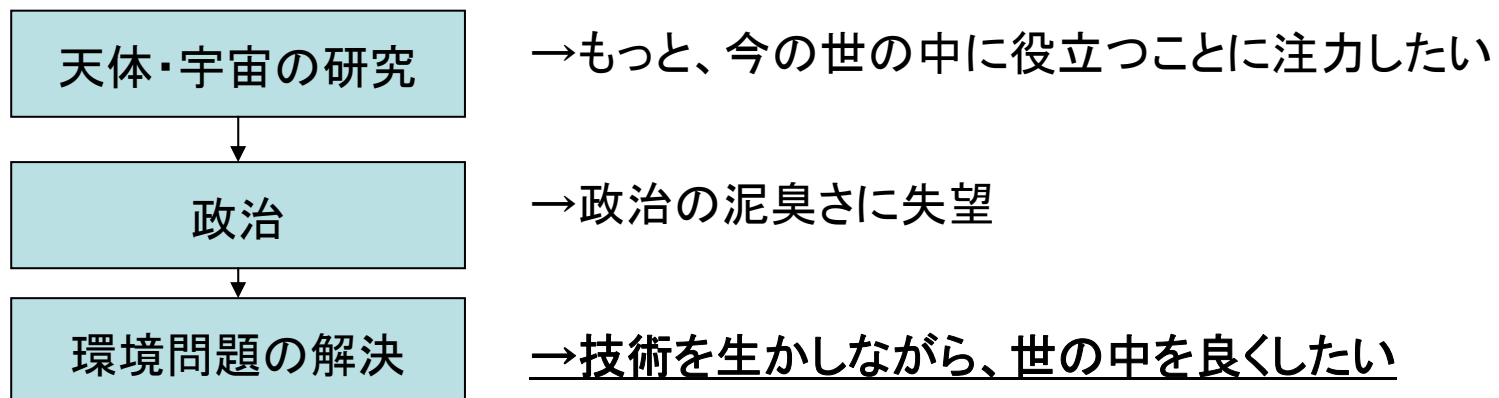 天体・宇宙の研究 →もっと、今の世の中に役立つことに注力したい
政治 →政治の泥臭さに失望
環境問題の解決 →技術を生かしながら、世の中を良くしたい